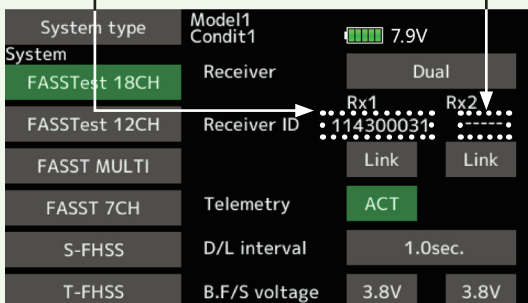 System type
Model1
Condit1
7.9V
System
FASSTest 18CH
Receiver
Dual
Rx1
Rx2
FASSTest 12CH
Receiver ID
114300031
-----
FASST MULTI
Link
Link
FASST 7CH
Telemetry
ACT
S-FHSS
D/L interval
1.0sec.
T-FHSS
B.F/S voltage
3.8V
3.8V